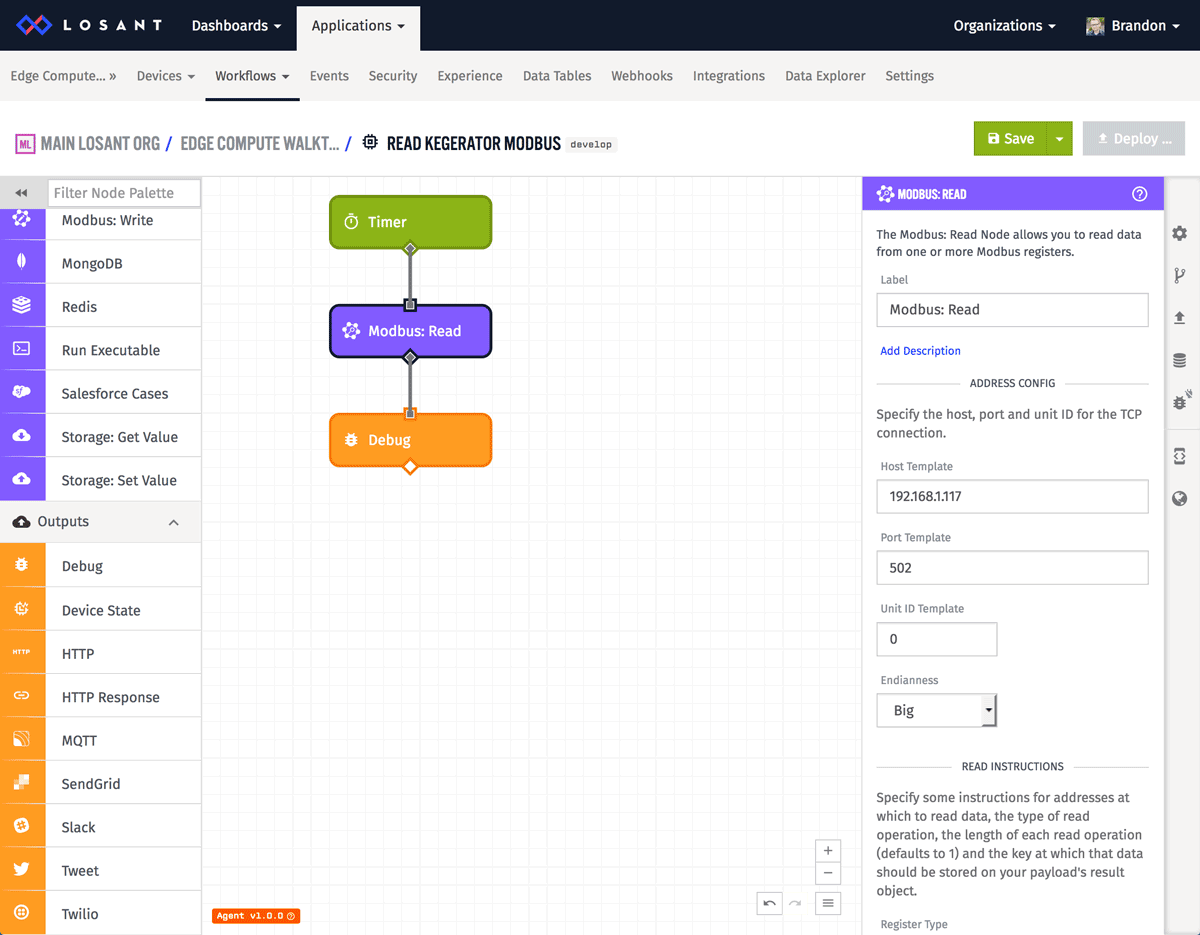 LOSANT
Dashboards
Applications
Organizations
Brandon
Edge Compute... »
Devices
Workflows
Events
Security
Experience
Data Tables
Webhooks
Integrations
Data Explorer
Settings
ML MAIN LOSANT ORG / EDGE COMPUTE WALKT... / READ KEGERATOR MODBUS develop
Save
Deploy ...
Filter Node Palette
Modbus: Write
MongoDB
Redis
Run Executable
Salesforce Cases
Storage: Get Value
Storage: Set Value
Outputs
Debug
Device State
HTTP HTTP
HTTP Response
MQTT
SendGrid
Slack
Tweet
Twilio
Timer
Modbus: Read
Debug
Agent v1.0.0
MODBUS: READ
The Modbus: Read Node allows you to read data
from one or more Modbus registers.
Label
Modbus: Read
Add Description
ADDRESS CONFIG
Specify the host, port and unit ID for the TCP
connection.
Host Template
192.168.1.117
Port Template
502
Unit ID Template
0
Endianness
Big
READ INSTRUCTIONS
Specify some instructions for addresses at
which to read data, the type of read
operation, the length of each read operation
(defaults to 1) and the key at which that data
should be stored on your payload's result
object.
Register Type